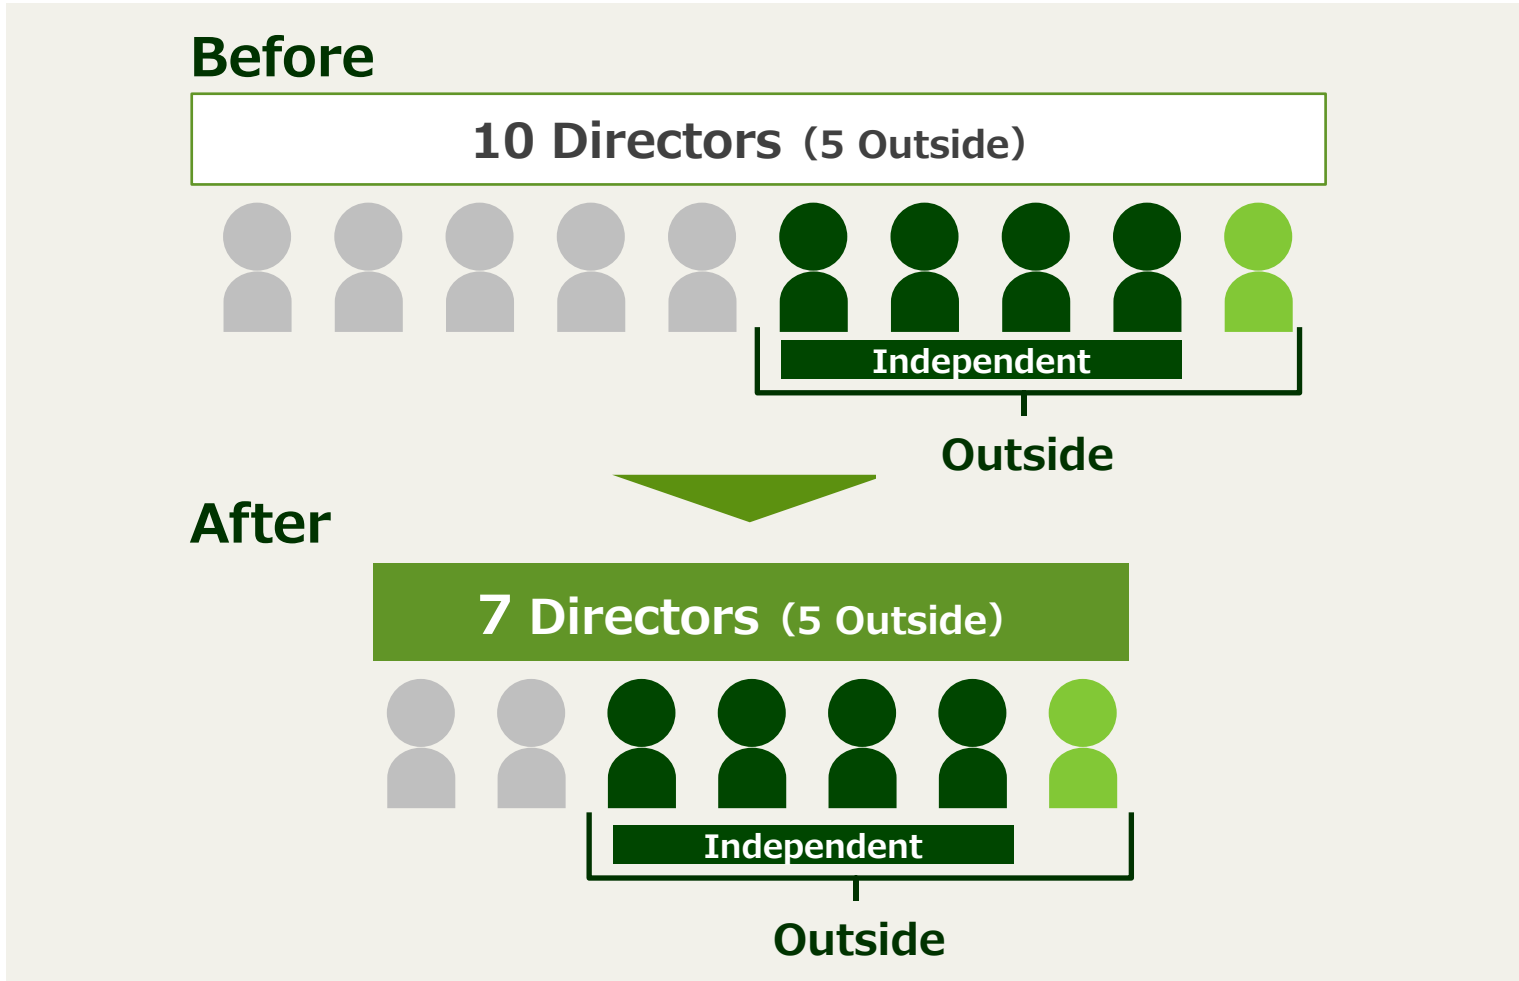 Before
10 Directors（5 Outside）
Independent
Outside
After
7 Directors（5 Outside）
Independent
Outside